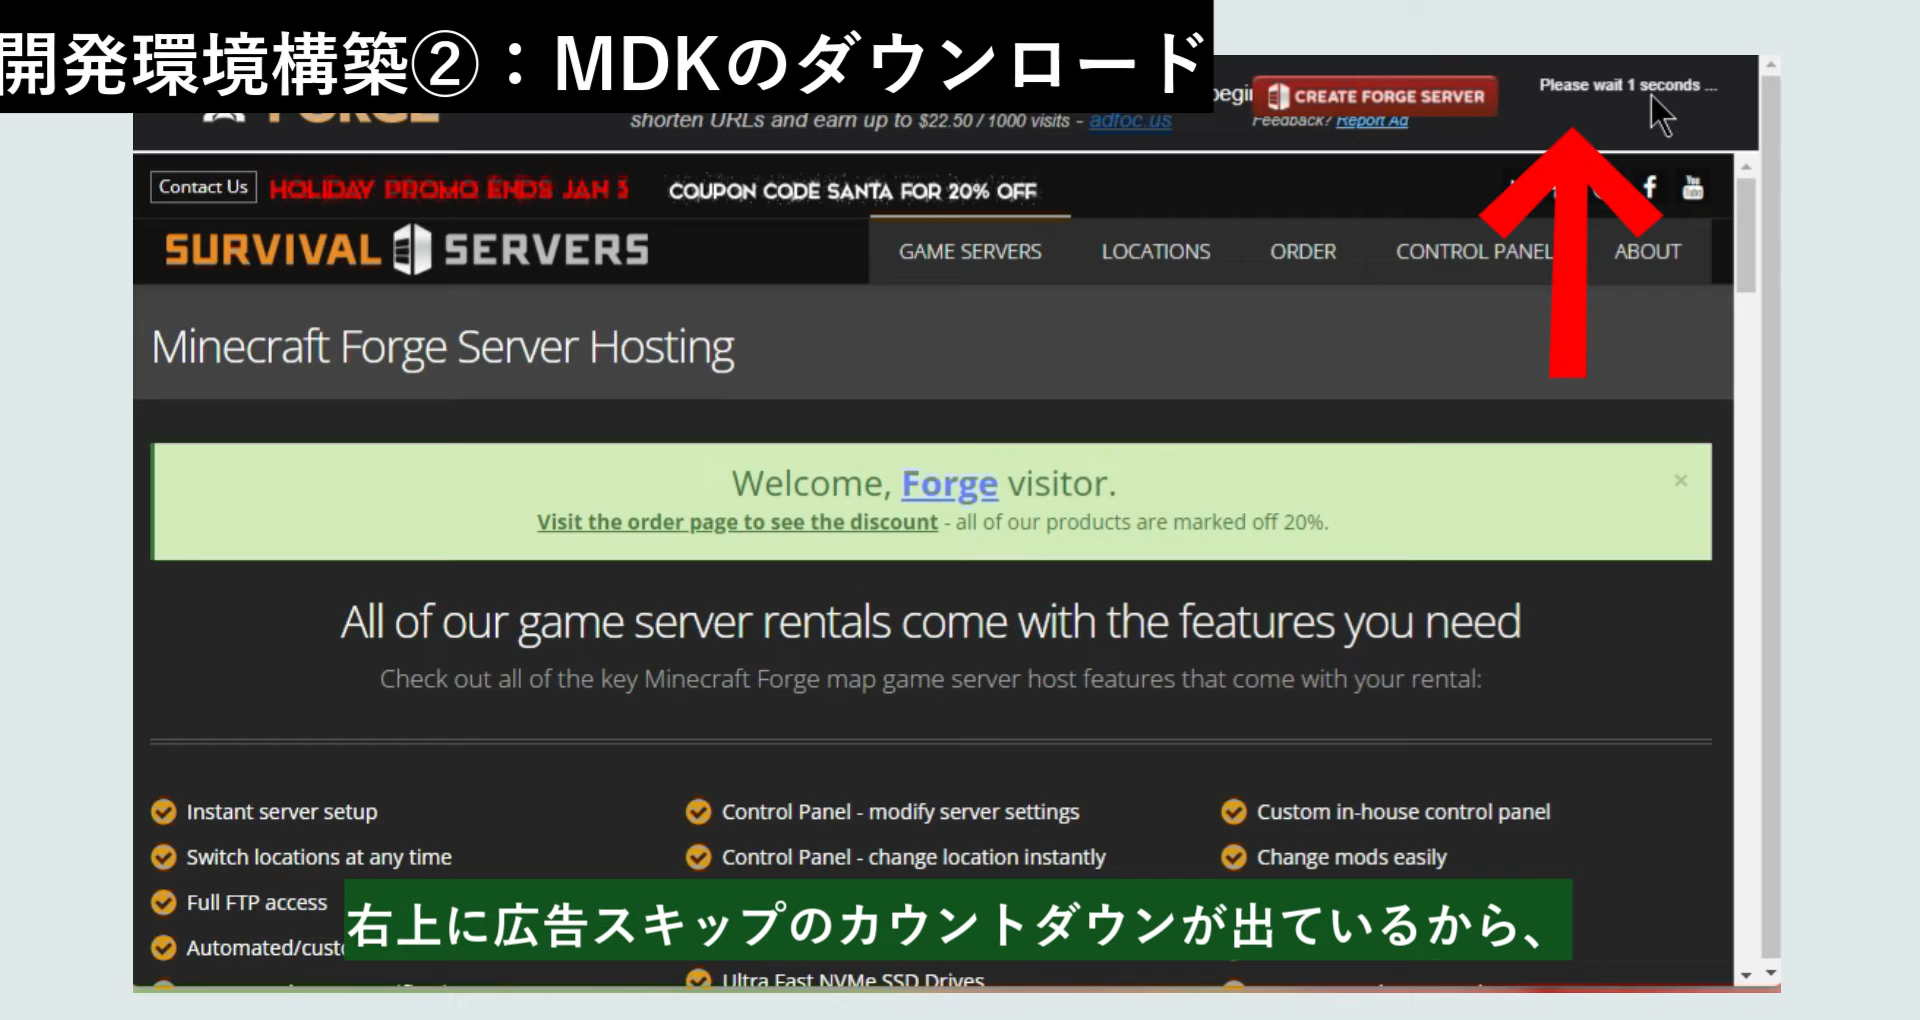 開発環境構築②：MDKのダウンロード
CREATE FORGE SERVER
Please wait 1 seconds ...
shorten URLs and earn up to $22.50 / 1000 visits - adfoc.us
Feedback? Report Ad
Contact Us
HOLIDAY PROMO ENDS JAN 3
COUPON CODE SANTA FOR 20% OFF
SURVIVAL SERVERS
GAME SERVERS
LOCATIONS
ORDER
CONTROL PANEL
ABOUT
Minecraft Forge Server Hosting
Welcome, Forge visitor.
Visit the order page to see the discount - all of our products are marked off 20%.
All of our game server rentals come with the features you need
Check out all of the key Minecraft Forge map game server host features that come with your rental:
Instant server setup
Control Panel - modify server settings
Custom in-house control panel
Switch locations at any time
Control Panel - change location instantly
Change mods easily
Full FTP access
右上に広告スキップのカウントダウンが出ているから、
Ultra Fast NVMe SSD Drives